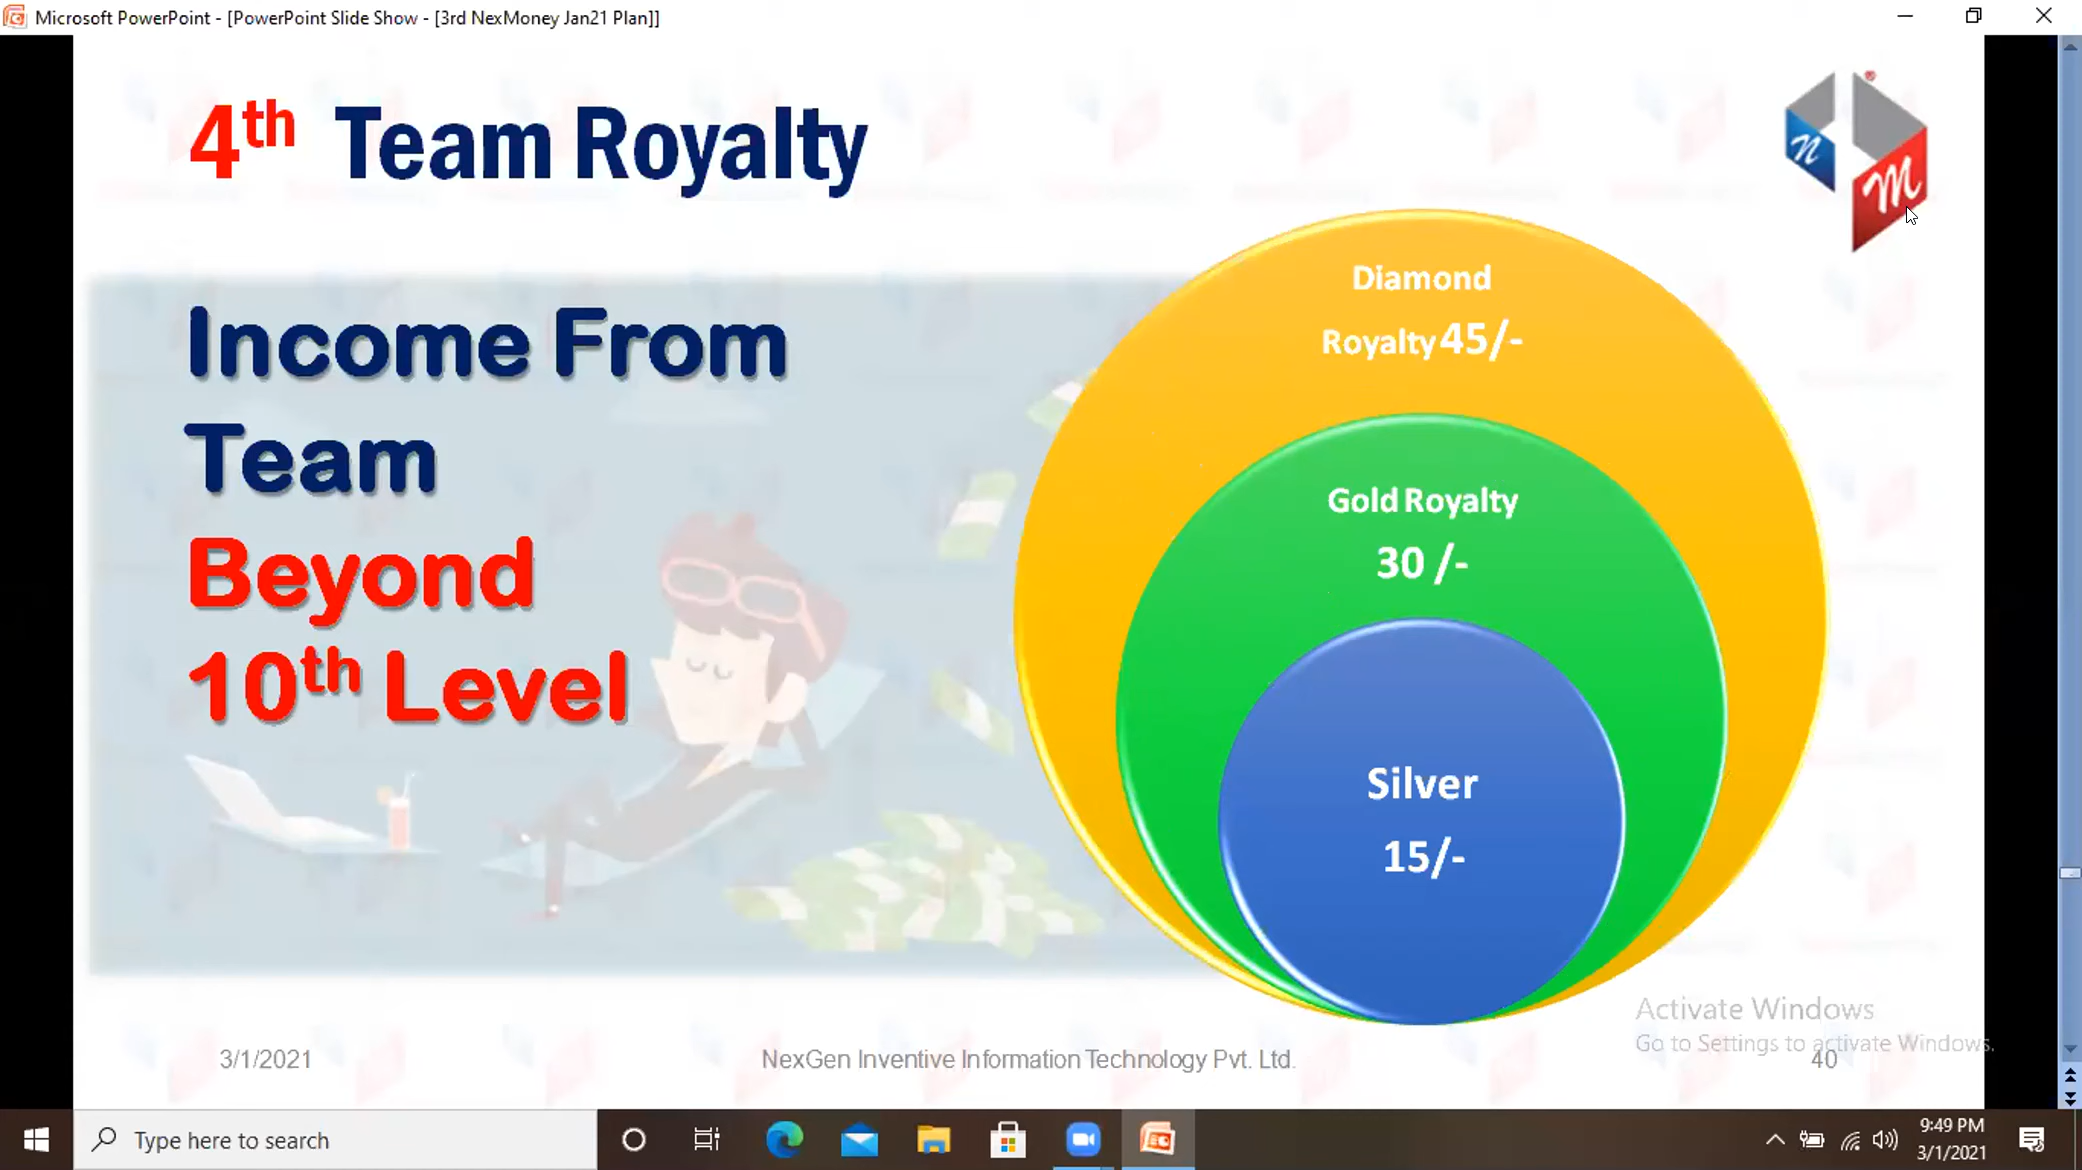 Microsoft PowerPoint - [PowerPoint Slide Show - [3rd NexMoney Jan21 Plan]]
4th Team Royalty
n
m
Income From
Team
Beyond
10th Level
Diamond
Royalty 45/-
Gold Royalty
30 /-
Silver
15/-
Activate Windows
Go to Settings to activate Windows.
3/1/2021
NexGen Inventive Information Technology Pvt. Ltd.
40
Type here to search
9:49 PM
3/1/2021